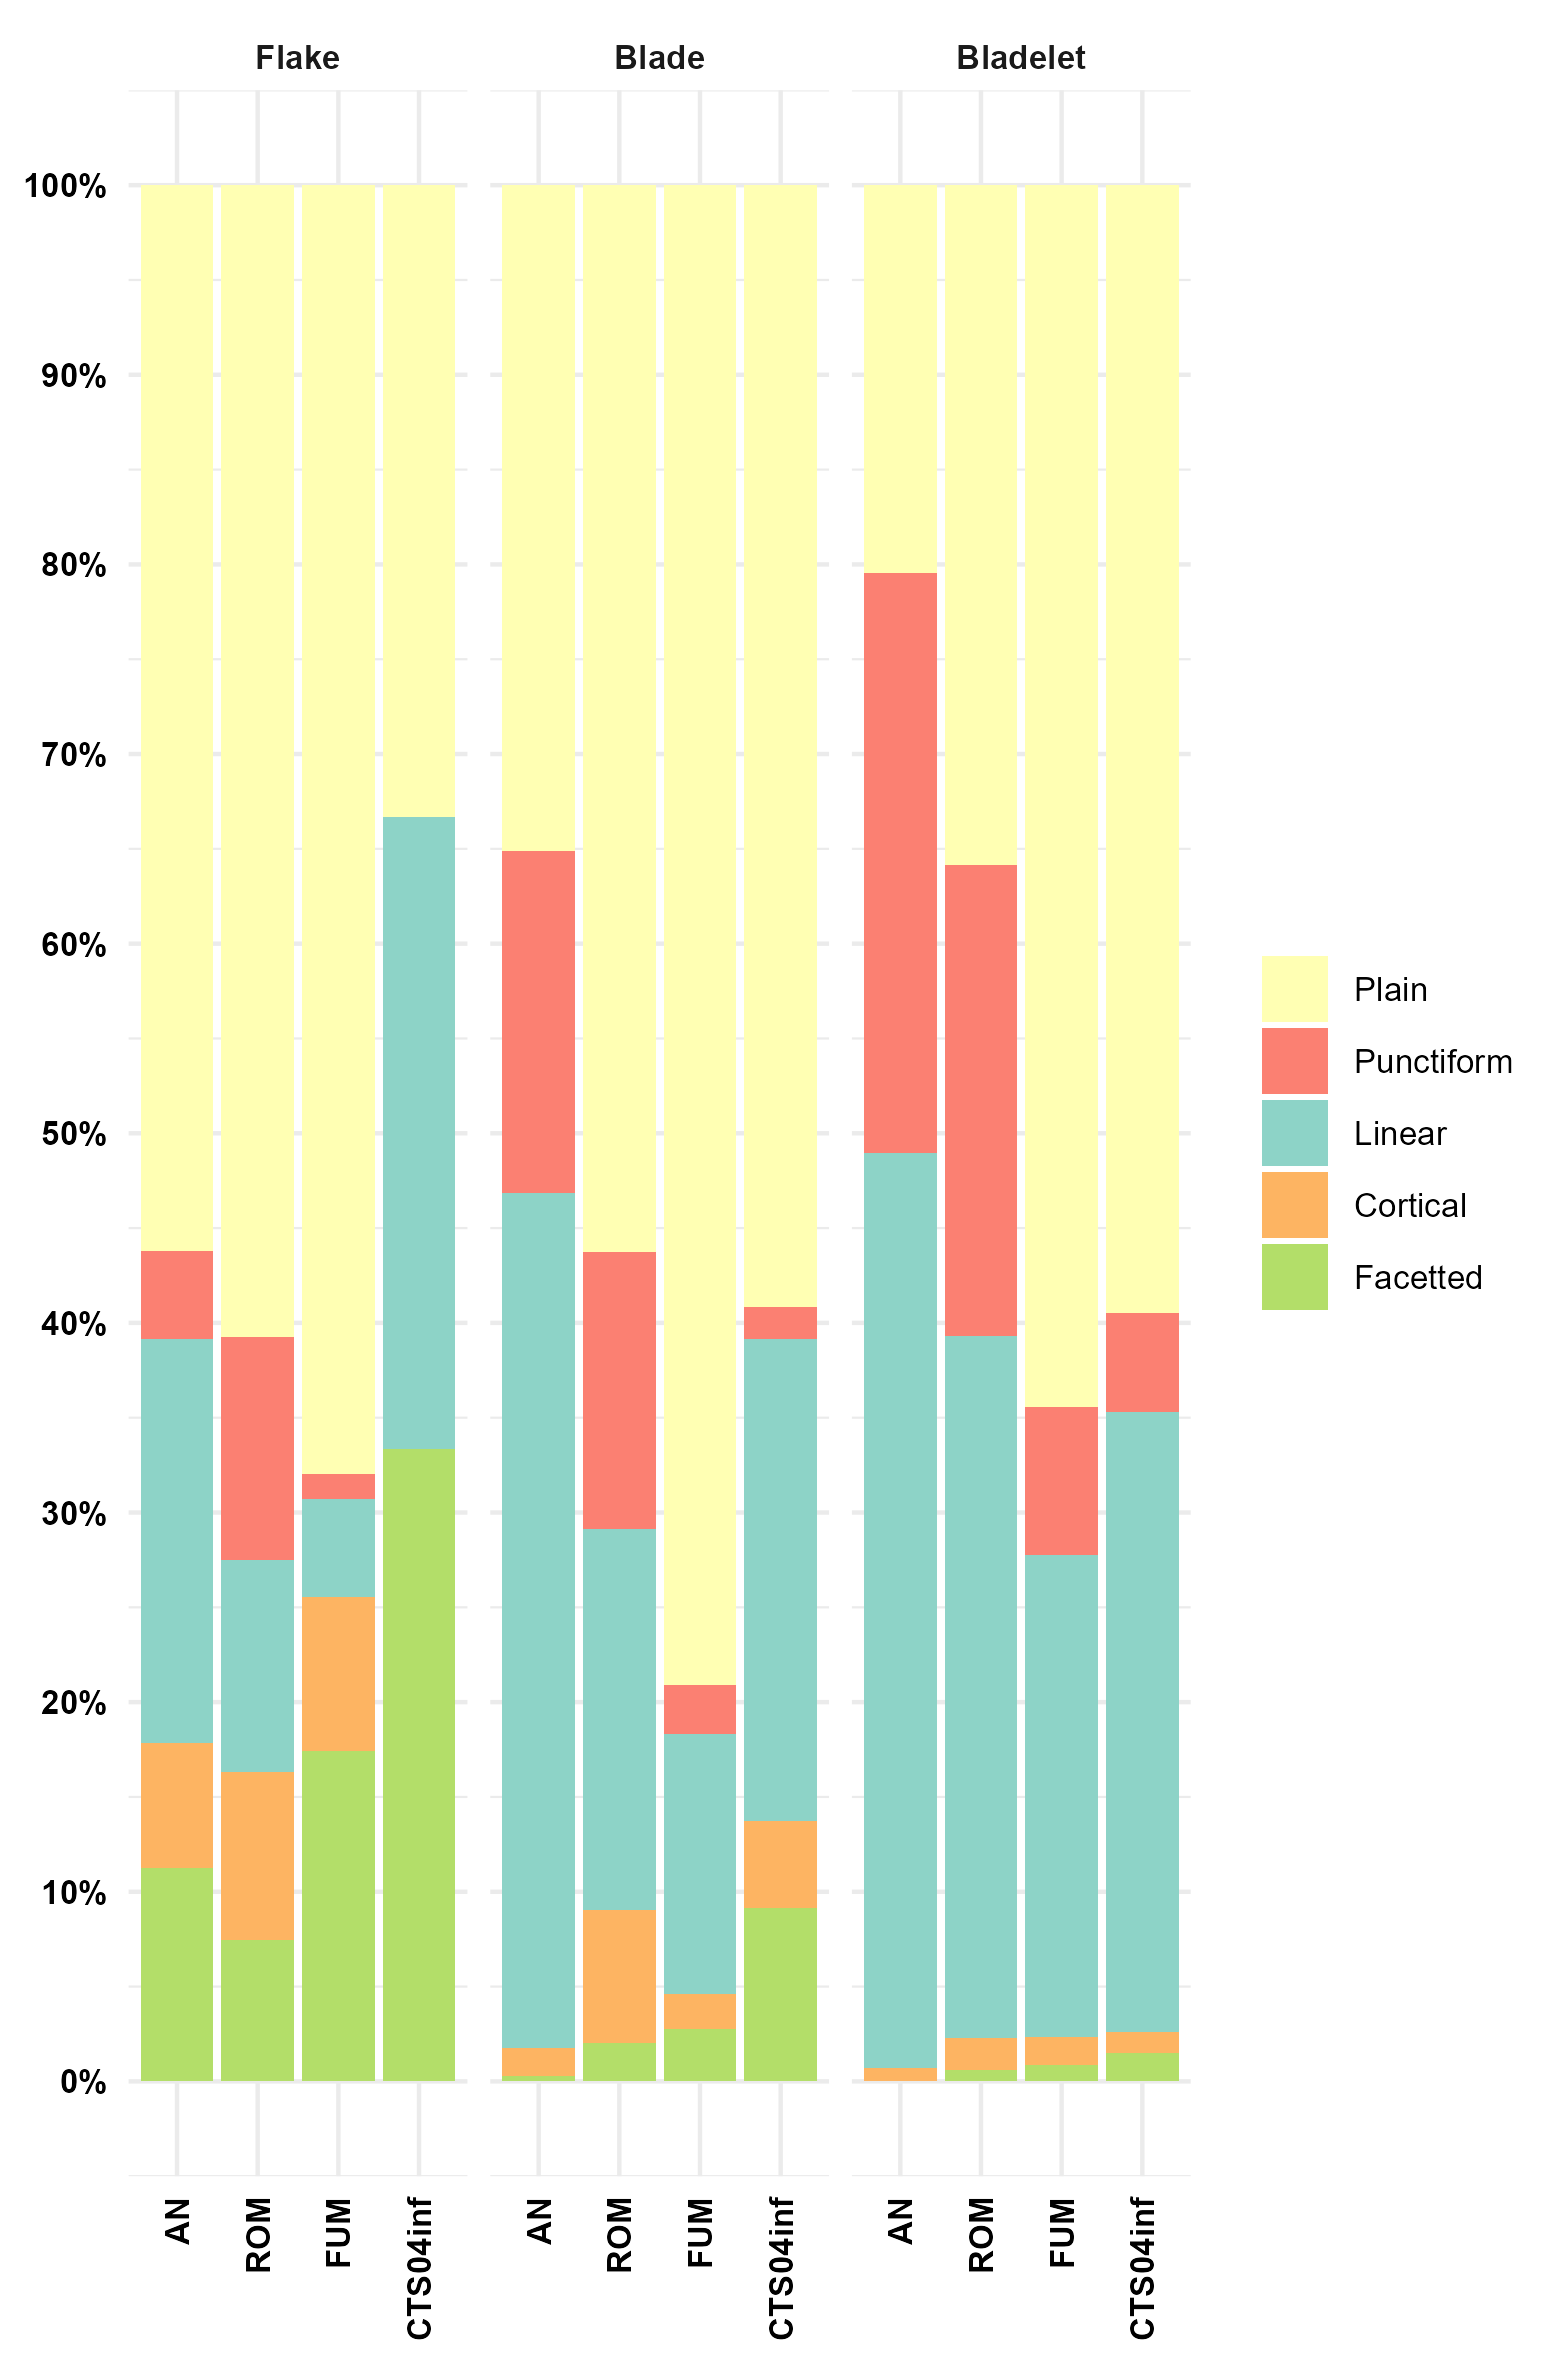 Flake Blade Bladelet
100%
90%
80%
70%
60%
50%
40%
30%
20%
10%
0%
Plain
Punctiform
Linear
Cortical
Facetted
AN ROM FUM CTS04inf AN ROM FUM CTS04inf AN ROM FUM CTS04inf